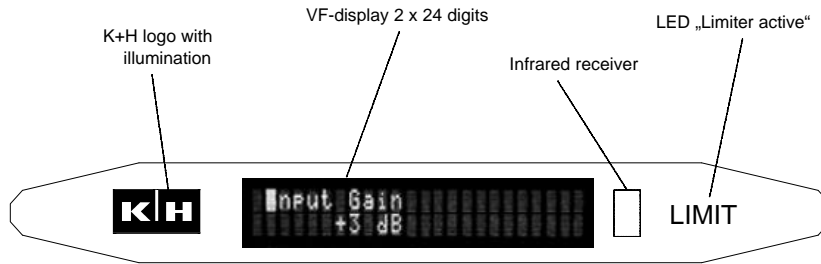 VF-display 2 x 24 digits
LED „Limiter active“
K+H logo with
illumination
Infrared receiver
K H
Input Gain
+3 dB
LIMIT